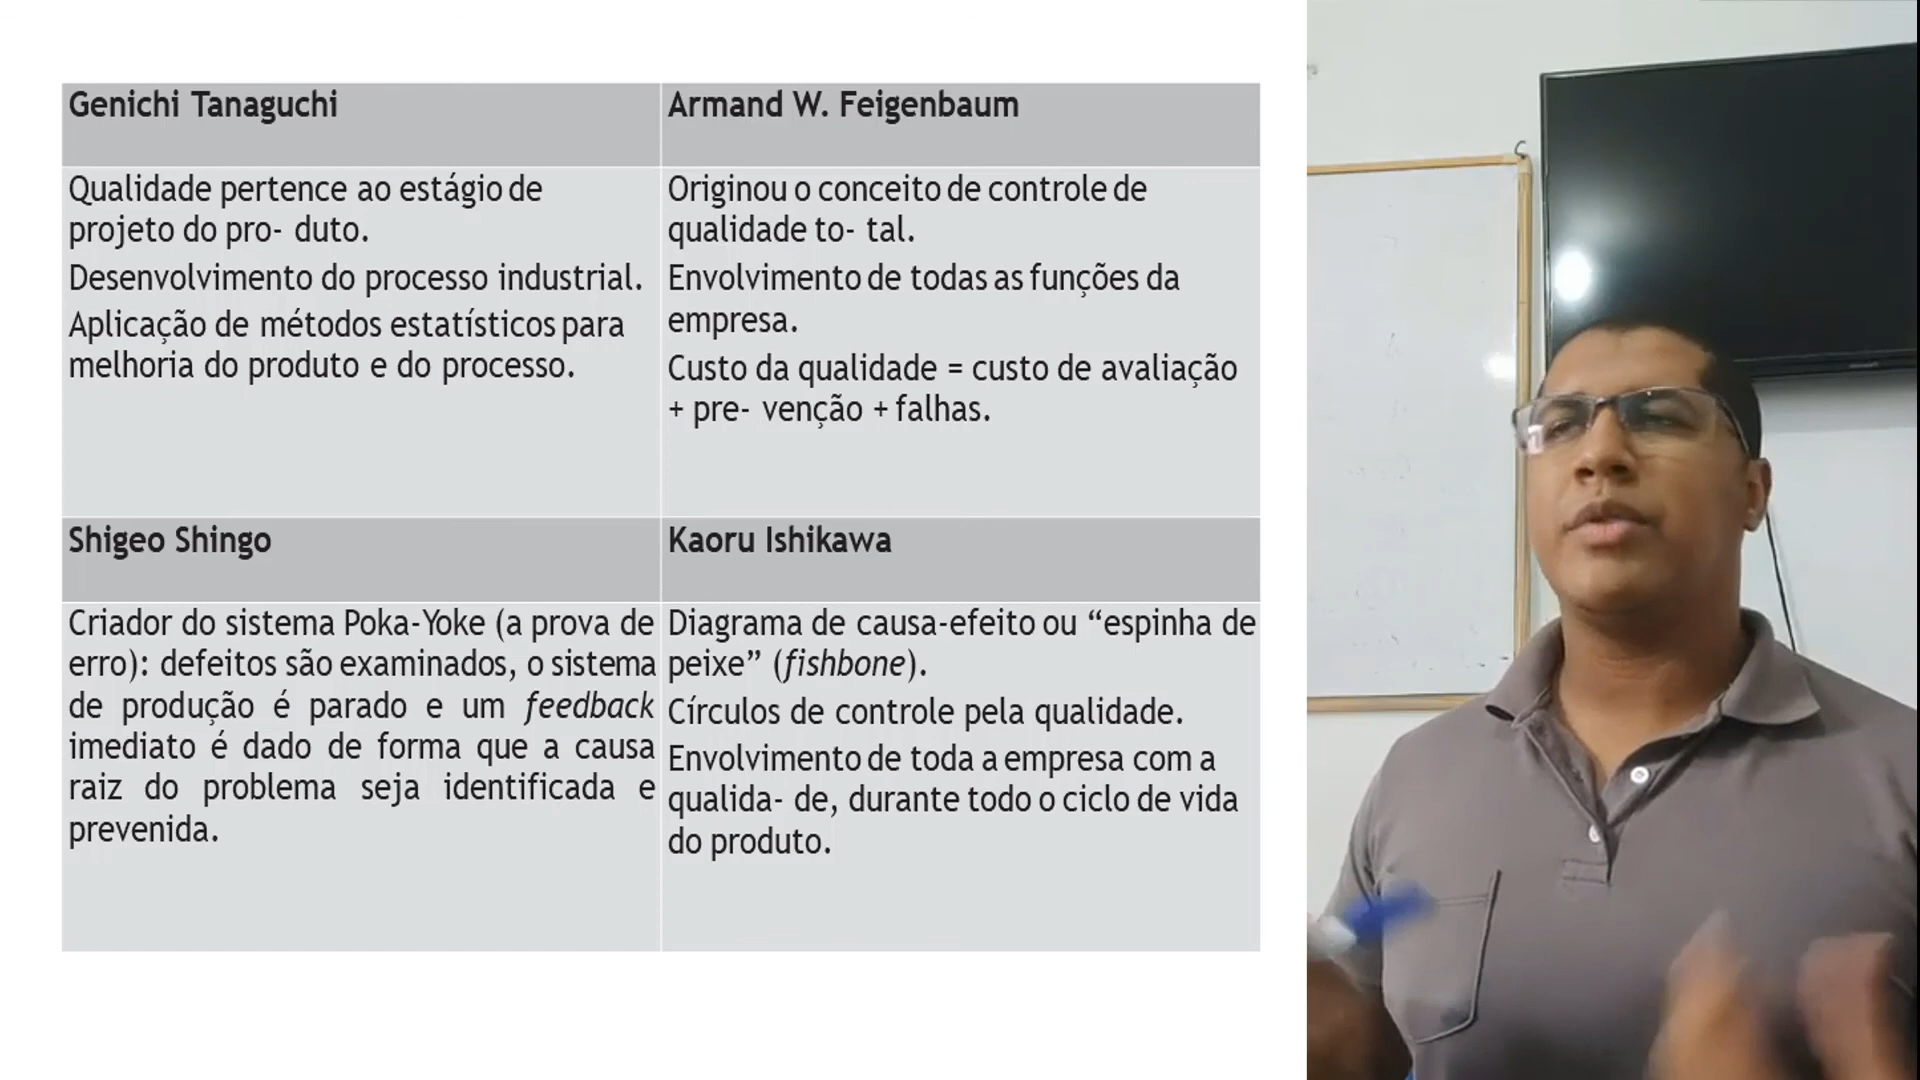 Genichi Tanaguchi
Armand W. Feigenbaum
Qualidade pertence ao estágio de
projeto do pro- duto.
Desenvolvimento do processo industrial.
Aplicação de métodos estatísticos para
melhoria do produto e do processo.
Originou o conceito de controle de
qualidade to- tal.
Envolvimento de todas as funções da
empresa.
Custo da qualidade = custo de avaliação
+ pre- venção + falhas.
Shigeo Shingo
Kaoru Ishikawa
Criador do sistema Poka-Yoke (a prova de
erro): defeitos são examinados, o sistema
de produção é parado e um feedback
imediato é dado de forma que a causa
raiz do problema seja identificada e
prevenida.
Diagrama de causa-efeito ou “espinha de
peixe” (fishbone).
Círculos de controle pela qualidade.
Envolvimento de toda a empresa com a
qualida- de, durante todo o ciclo de vida
do produto.